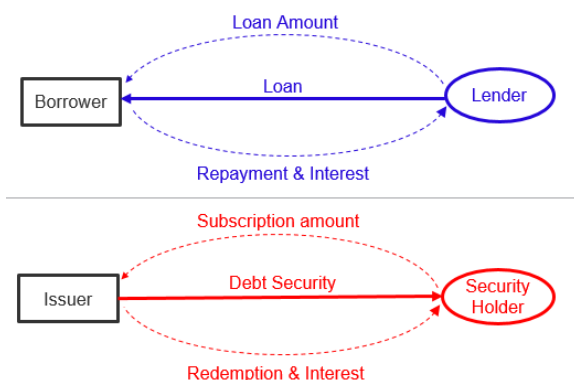 Loan Amount
Borrower
Loan
Lender
Repayment & Interest
Subscription amount
Issuer
Debt Security
Security
Holder
Redemption & Interest